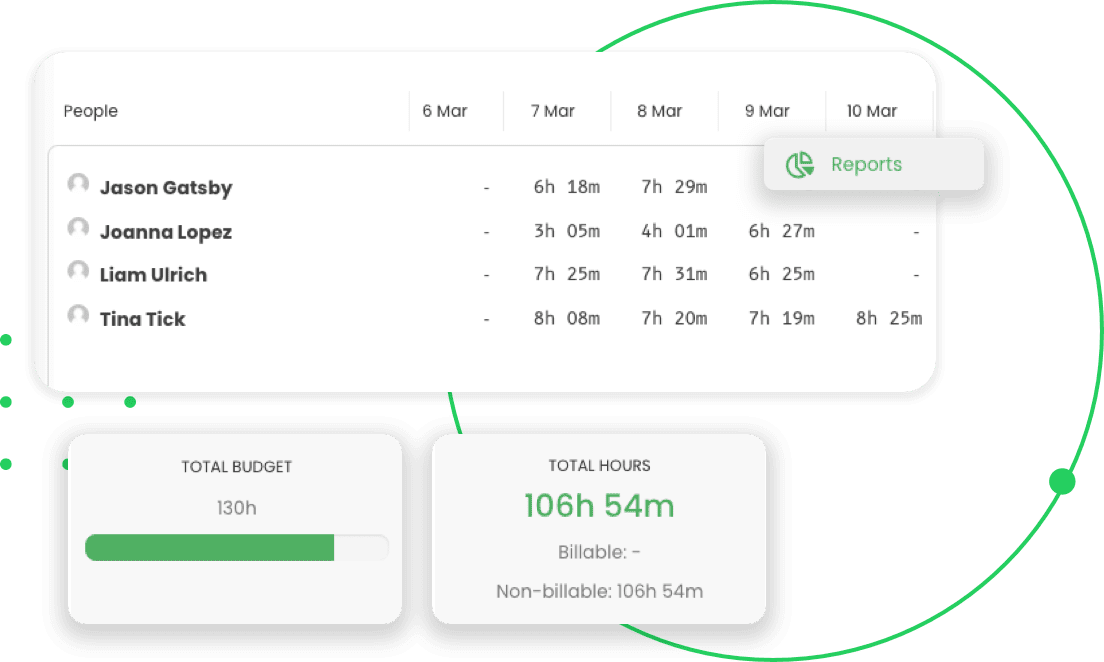 People 6 Mar 7 Mar 8 Mar 9 Mar 10 Mar
Reports
Jason Gatsby - 6h 18m 7h 29m
Joanna Lopez - 3h 05m 4h 01m 6h 27m -
Liam Ulrich - 7h 25m 7h 31m 6h 25m -
Tina Tick - 8h 08m 7h 20m 7h 19m 8h 25m
TOTAL BUDGET
130h
TOTAL HOURS
106h 54m
Billable: -
Non-billable: 106h 54m